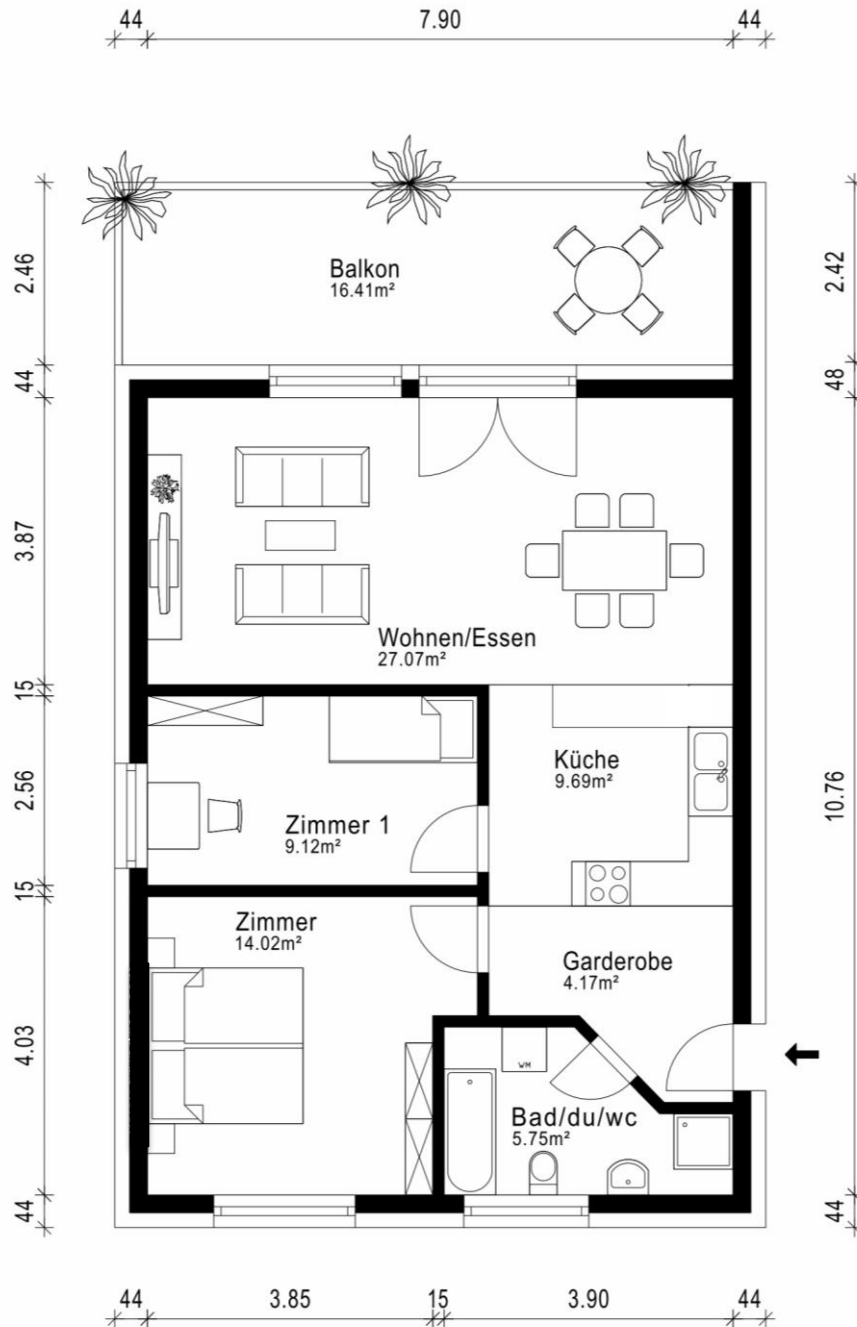 44 7.90 44
2.46
2.42
Balkon
16.41m²
44
48
3.87
Wohnen/Essen
27.07m²
15
2.56
Küche
9.69m²
10.76
Zimmer 1
9.12m²
15
Zimmer
14.02m²
Garderobe
4.17m²
4.03
WM
Bad/du/wc
5.75m²
44
44
44 3.85 15 3.90 44